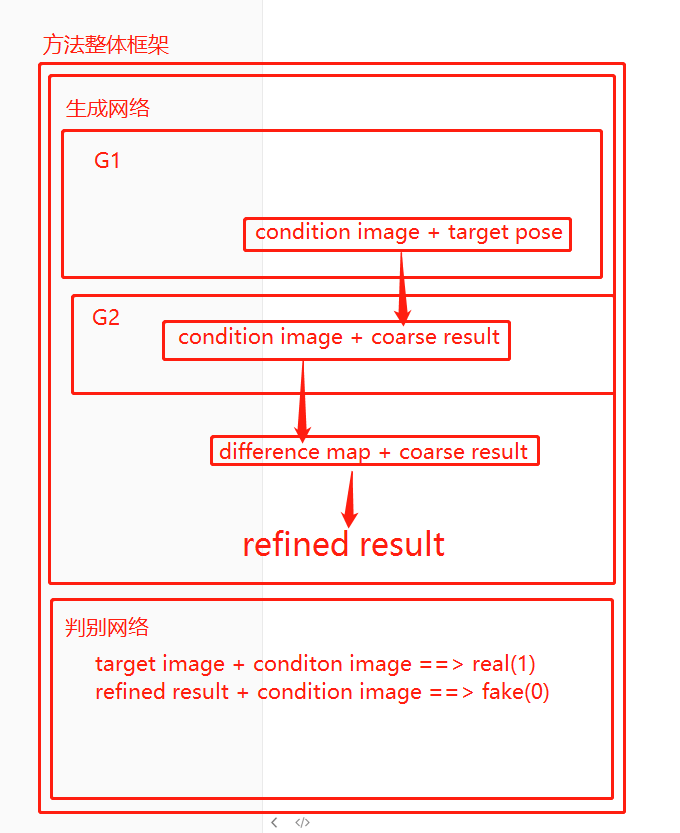 方法整体框架
生成网络
G1
condition image + target pose
G2
condition image + coarse result
difference map + coarse result
refined result
判别网络
target image + conditon image ==> real(1)
refined result + condition image ==> fake(0)
</>